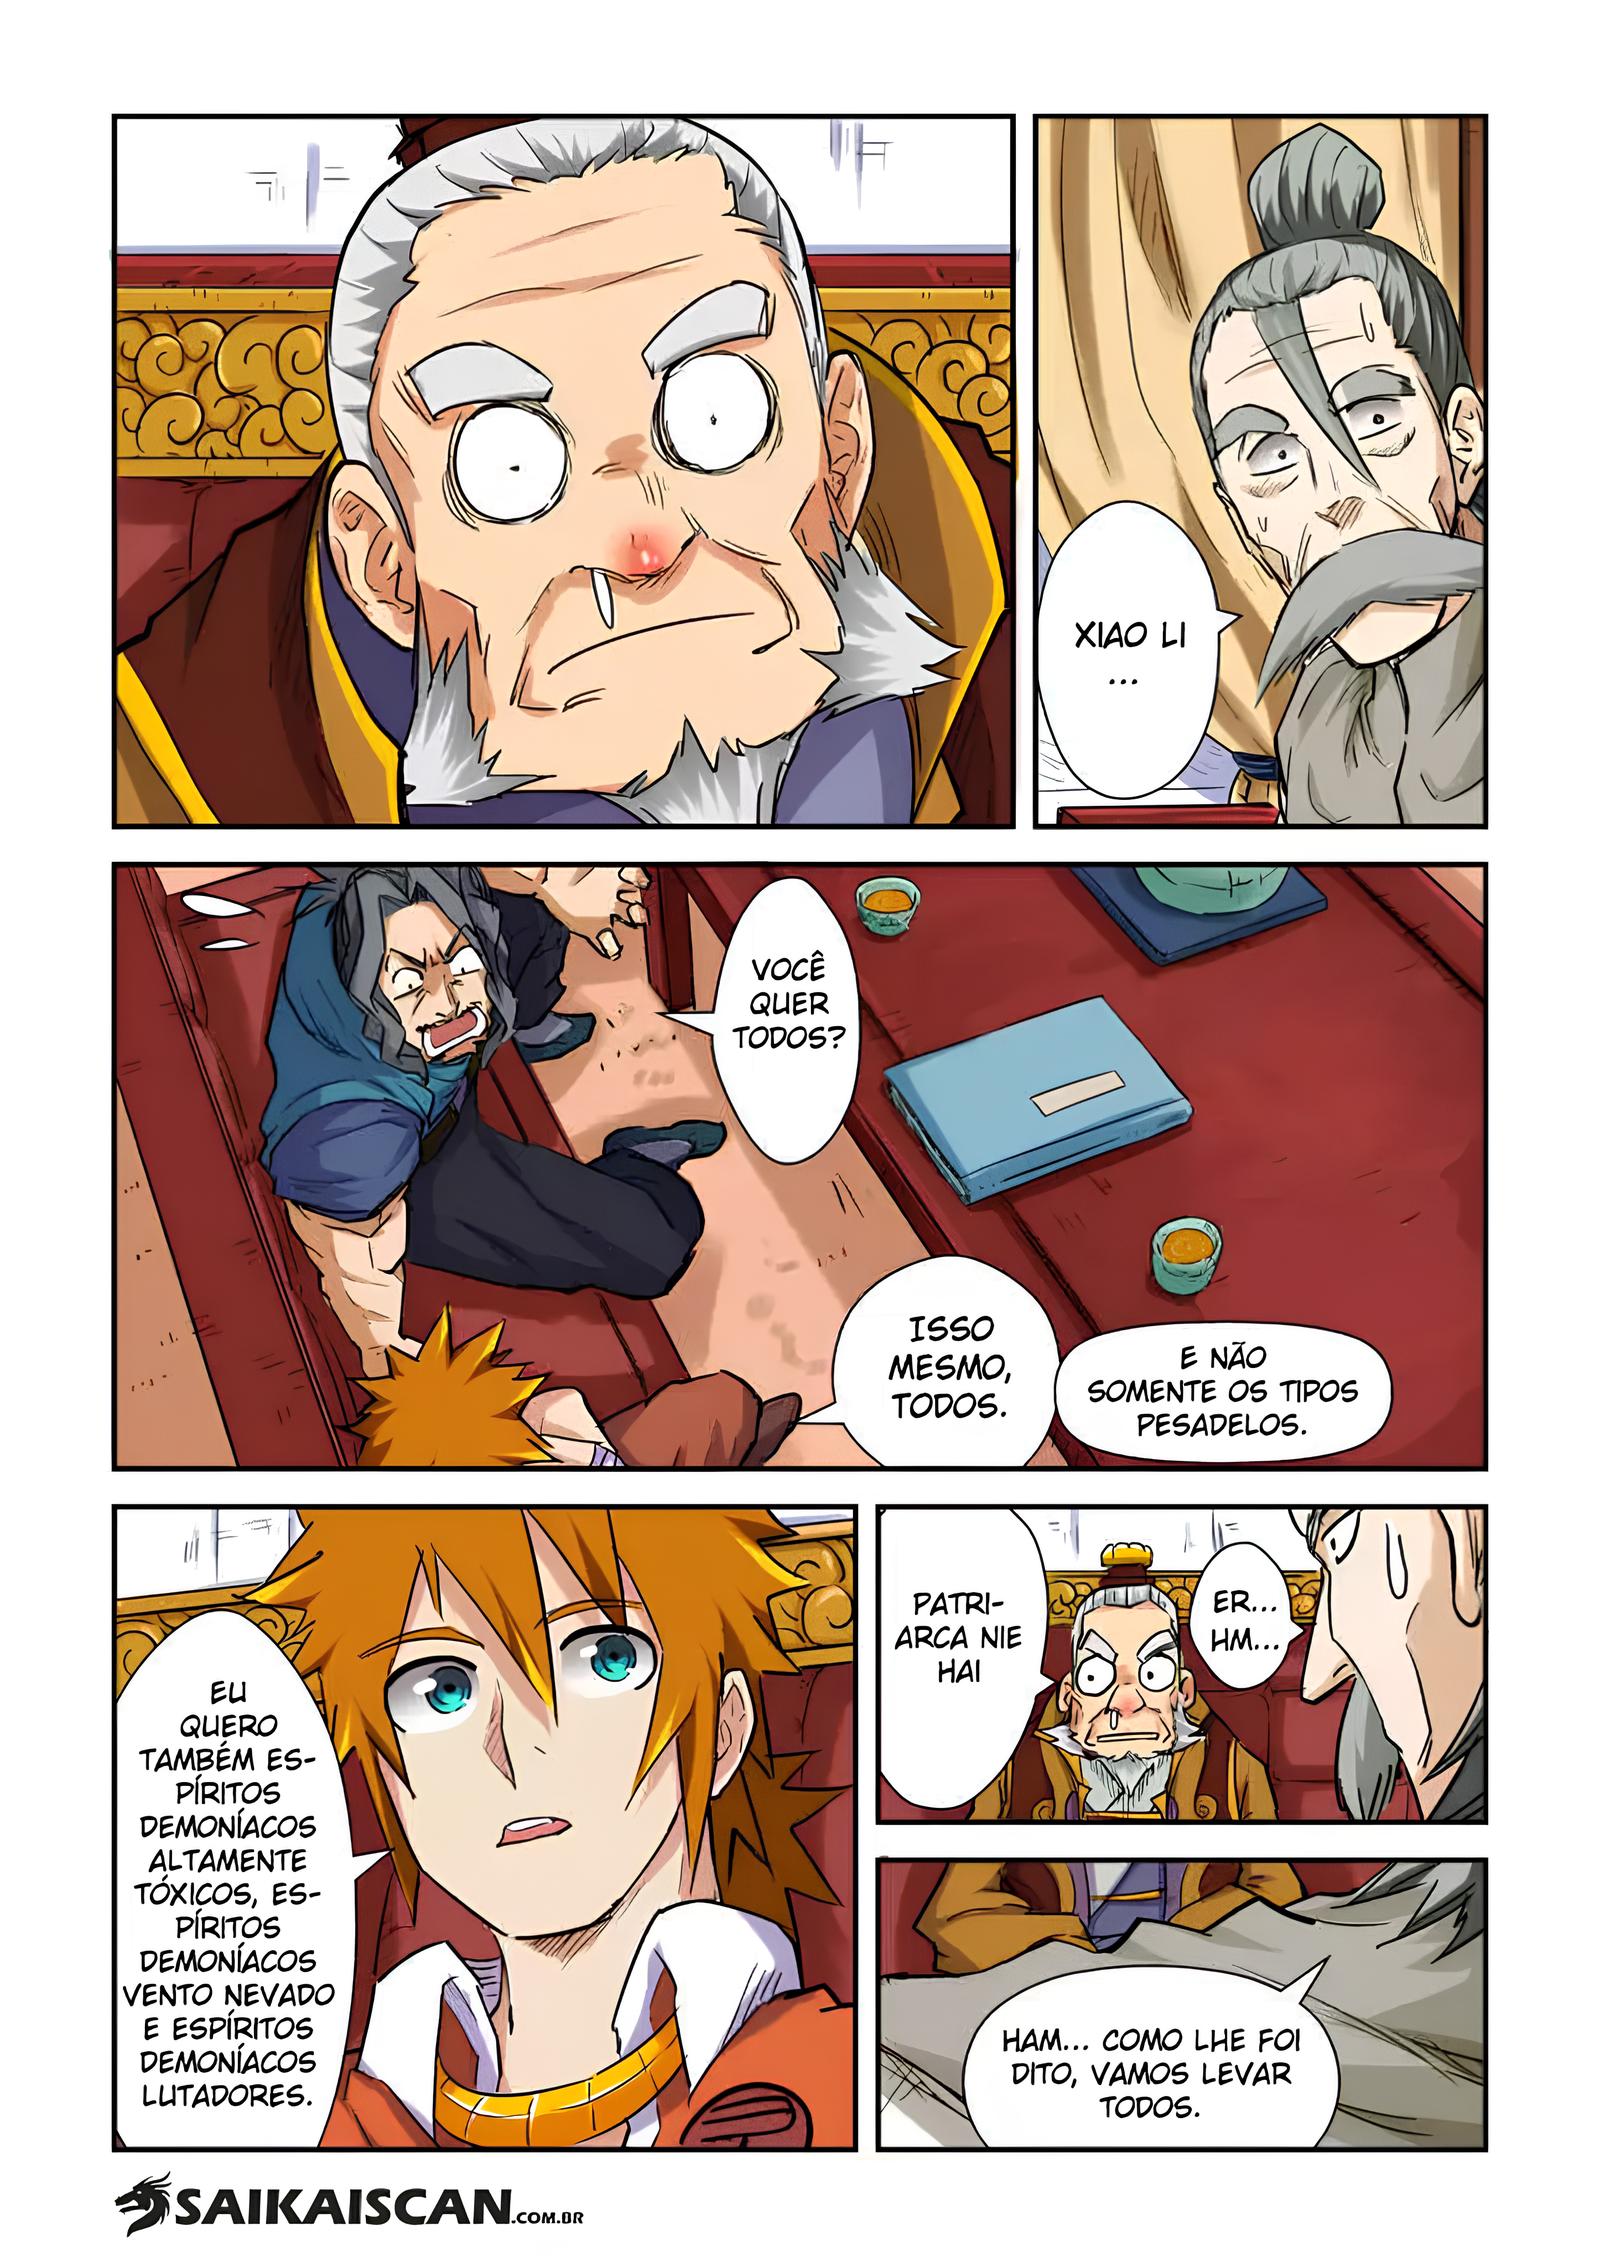 XIAO LI
...
VOCÊ
QUER
TODOS?
ISSO
MESMO,
TODOS.
E NÃO
SOMENTE OS TIPOS
PESADELOS.
EU
QUERO
TAMBÉM ES-
PÍRITOS
DEMONÍACOS
ALTAMENTE
TÓXICOS, ES-
PÍRITOS
DEMONÍACOS
VENTO NEVADO
E ESPÍRITOS
DEMONÍACOS
LUTADORES.
PATRI-
ARCA NIE
HAI
ER...
HM...
HAM... COMO LHE FOI
DITO, VAMOS LEVAR
TODOS.
SAIKAISCAN.COM.BR